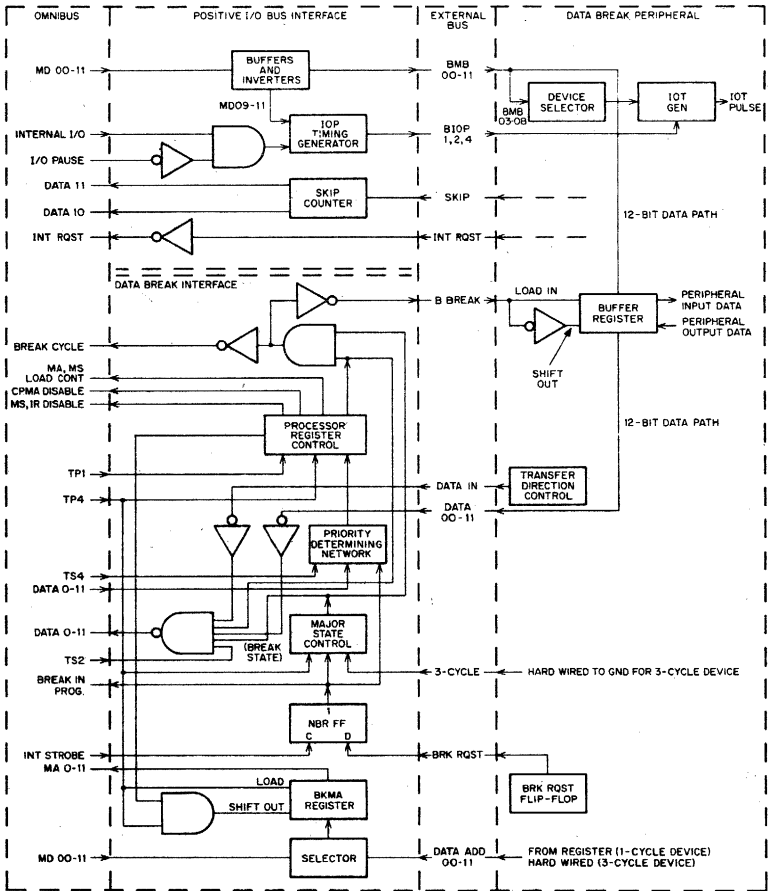 OMNIBUS
POSITIVE I/O BUS INTERFACE
EXTERNAL
BUS
DATA BREAK PERIPHERAL
MD 00-11
BUFFERS
AND
INVERTERS
BMB
00-11
DEVICE
SELECTOR
IOT
GEN
IOT
PULSE
BMB
03-08
MD09-11
INTERNAL I/O
IOP
TIMING
GENERATOR
BIOP
1,2,4
I/O PAUSE
DATA 11
SKIP
COUNTER
SKIP
DATA 10
12-BIT DATA PATH
INT RQST
INT RQST
DATA BREAK INTERFACE
B BREAK
LOAD IN
BUFFER
REGISTER
PERIPHERAL
INPUT DATA
PERIPHERAL
OUTPUT DATA
BREAK CYCLE
SHIFT
OUT
MA, MS
LOAD CONT
CPMA DISABLE
MS, IR DISABLE
PROCESSOR
REGISTER
CONTROL
12-BIT DATA PATH
TP1
TP4
DATA IN
TRANSFER
DIRECTION
CONTROL
DATA
00-11
PRIORITY
DETERMINING
NETWORK
TS4
DATA 0-11
DATA 0-11
MAJOR
STATE
CONTROL
(BREAK
STATE)
TS2
BREAK IN
PROG.
3-CYCLE
HARD WIRED TO GND FOR 3-CYCLE DEVICE
1
NBR FF
C D
INT STROBE
BRK RQST
MA 0-11
BRK RQST
FLIP-FLOP
LOAD
BKMA
REGISTER
SHIFT OUT
MD 00-11
SELECTOR
DATA ADD
00-11
FROM REGISTER (1-CYCLE DEVICE)
HARD WIRED (3-CYCLE DEVICE)